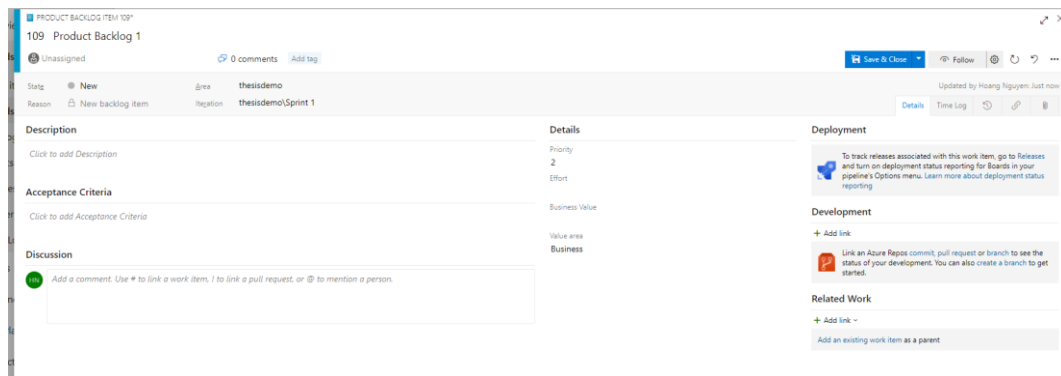 PRODUCT BACKLOG ITEM 109*
109 Product Backlog 1
Unassigned
0 comments
Add tag
Save & Close
Follow
State
New
Area
thesisdemo
Updated by Hoang Nguyen: Just now
Reason
New backlog item
Iteration
thesisdemo\Sprint 1
Details
Time Log
Description
Click to add Description
Acceptance Criteria
Click to add Acceptance Criteria
Discussion
HN
Add a comment. Use # to link a work item, ! to link a pull request, or @ to mention a person.
Details
Priority
2
Effort
Business Value
Value area
Business
Deployment
To track releases associated with this work item, go to Releases
and turn on deployment status reporting for Boards in your
pipeline's Options menu. Learn more about deployment status
reporting
Development
+ Add link
Link an Azure Repos commit, pull request or branch to see the
status of your development. You can also create a branch to get
started.
Related Work
+ Add link
Add an existing work item as a parent